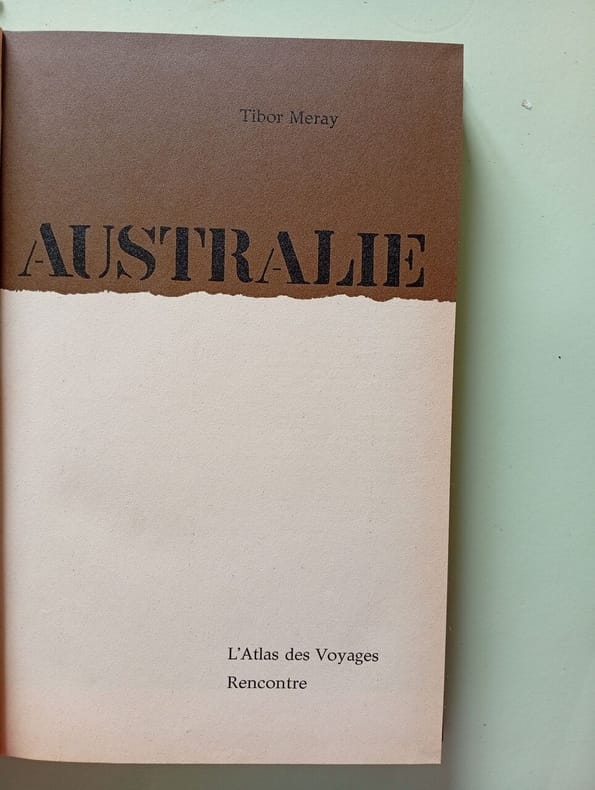 Tibor Meray
AUSTRALIE
L'Atlas des Voyages
Rencontre